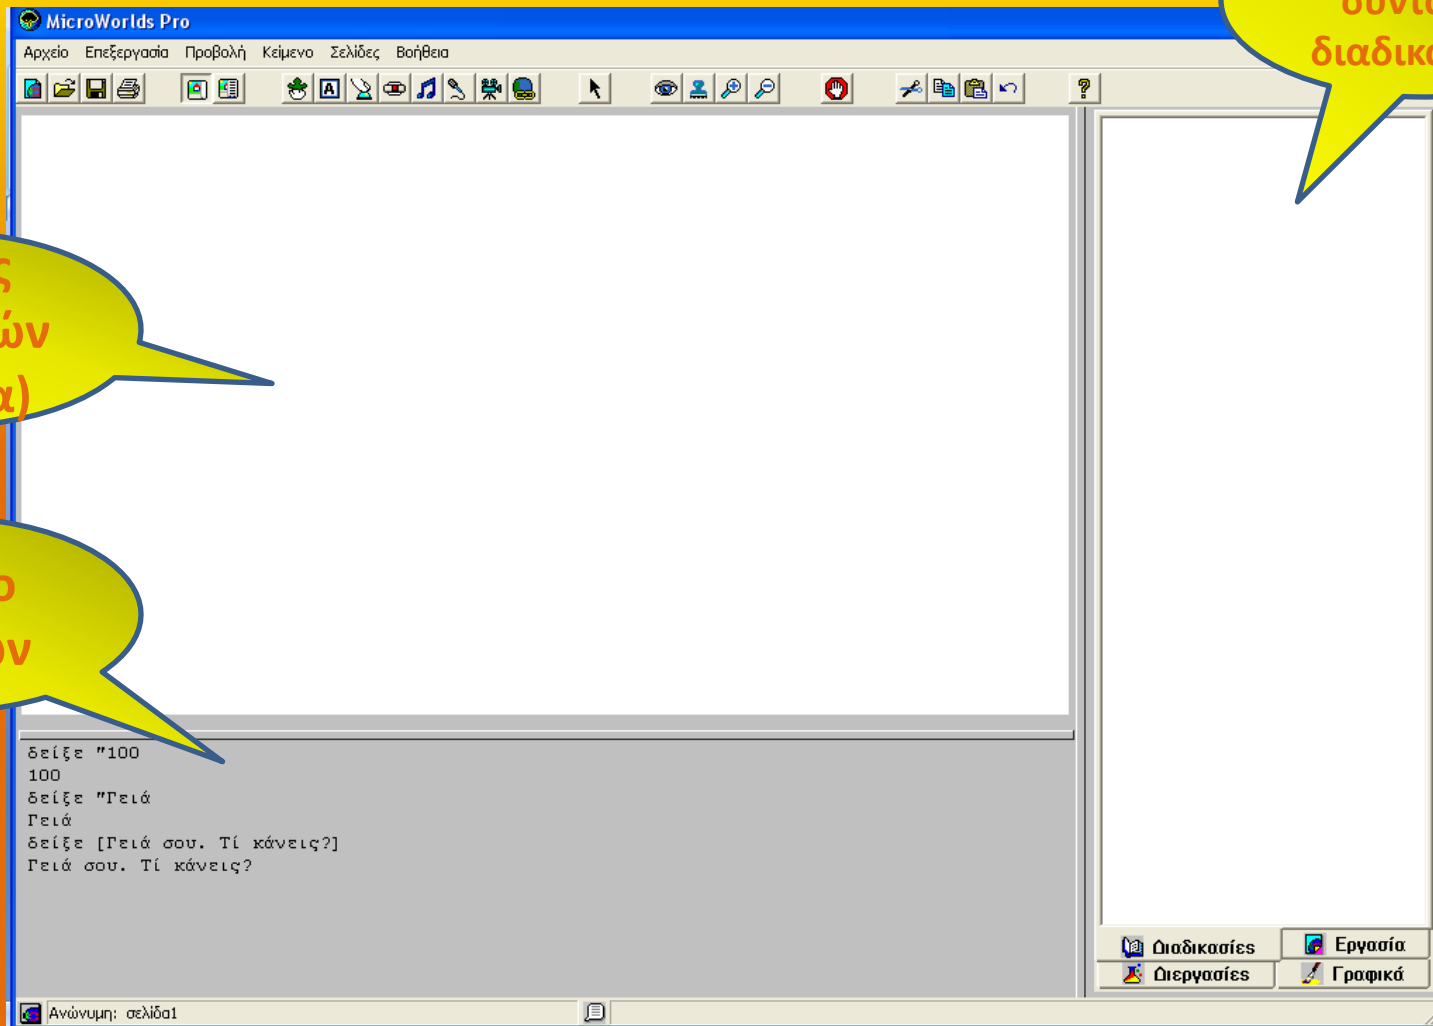 MicroWorlds Pro
Αρχείο Επεξεργασία Προβολή Κείμενο Σελίδες Βοήθεια
δείξε "100
100
δείξε "Γειά
Γειά
δείξε [Γειά σου. Τί κάνεις?]
Γειά σου. Τί κάνεις?
Διαδικασίες
Εργασία
Διεργασίες
Γραφικά
Ανώνυμη: σελίδα1